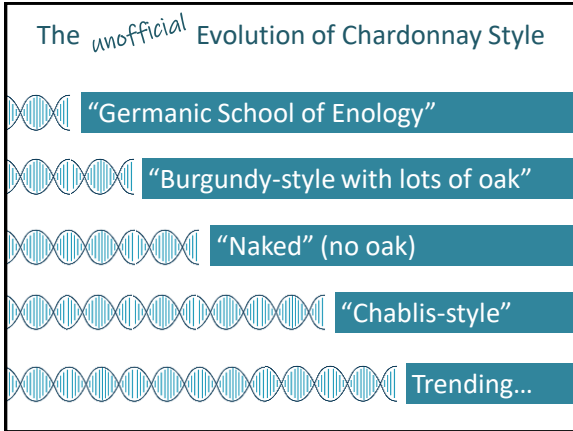 The unofficial Evolution of Chardonnay Style
“Germanic School of Enology”
“Burgundy-style with lots of oak”
“Naked” (no oak)
“Chablis-style”
Trending…